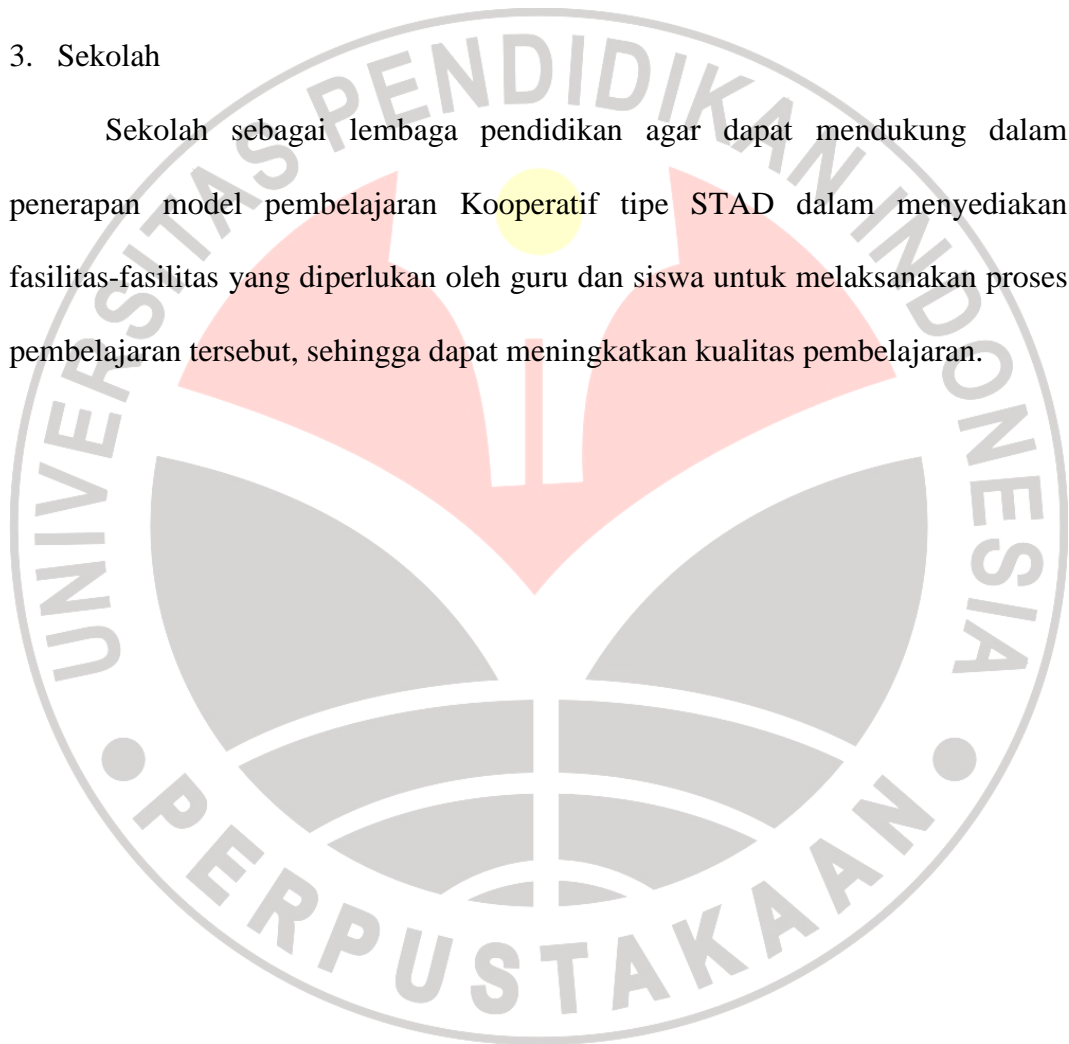 3. Sekolah
Sekolah sebagai lembaga pendidikan agar dapat mendukung dalam
penerapan model pembelajaran Kooperatif tipe STAD dalam menyediakan
fasilitas-fasilitas yang diperlukan oleh guru dan siswa untuk melaksanakan proses
pembelajaran tersebut, sehingga dapat meningkatkan kualitas pembelajaran.
UNIVERSITAS PENDIDIKAN INDONESIA
PERPUSTAKAAN